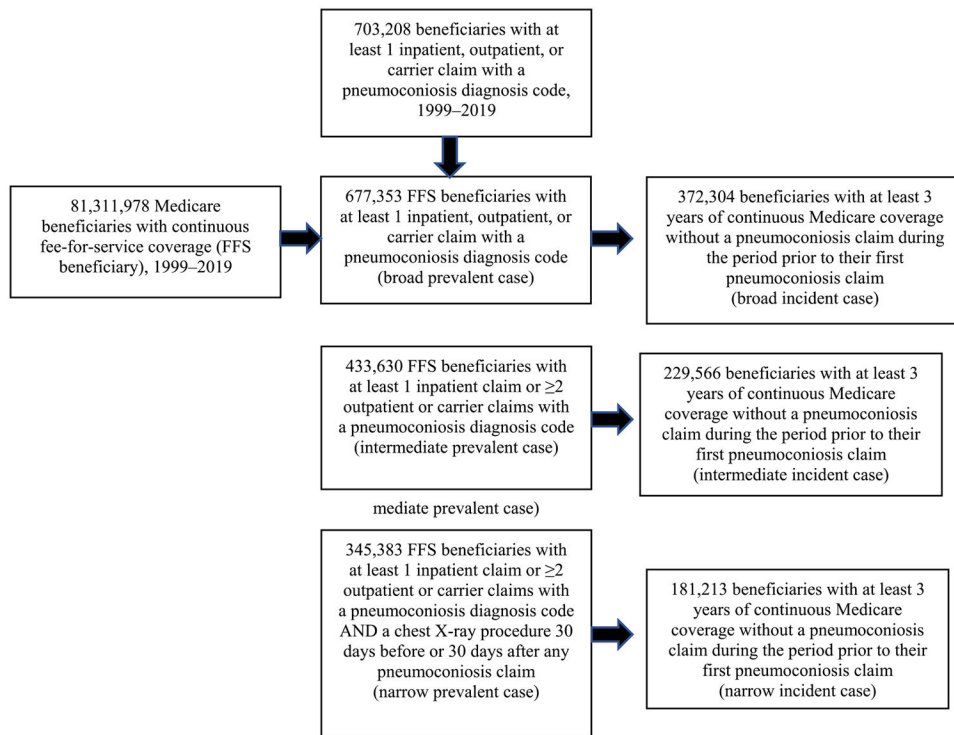 703,208 beneficiaries with at
least 1 inpatient, outpatient, or
carrier claim with a
pneumoconiosis diagnosis code,
1999–2019
81,311,978 Medicare
beneficiaries with continuous
fee-for-service coverage (FFS
beneficiary), 1999–2019
677,353 FFS beneficiaries with
at least 1 inpatient, outpatient, or
carrier claim with a
pneumoconiosis diagnosis code
(broad prevalent case)
372,304 beneficiaries with at least 3
years of continuous Medicare coverage
without a pneumoconiosis claim during
the period prior to their first
pneumoconiosis claim
(broad incident case)
433,630 FFS beneficiaries with
at least 1 inpatient claim or ≥2
outpatient or carrier claims with
a pneumoconiosis diagnosis code
(intermediate prevalent case)
229,566 beneficiaries with at least 3
years of continuous Medicare
coverage without a pneumoconiosis
claim during the period prior to their
first pneumoconiosis claim
(intermediate incident case)
mediate prevalent case)
345,383 FFS beneficiaries with
at least 1 inpatient claim or ≥2
outpatient or carrier claims with
a pneumoconiosis diagnosis code
AND a chest X-ray procedure 30
days before or 30 days after any
pneumoconiosis claim
(narrow prevalent case)
181,213 beneficiaries with at least 3
years of continuous Medicare
coverage without a pneumoconiosis
claim during the period prior to their
first pneumoconiosis claim
(narrow incident case)